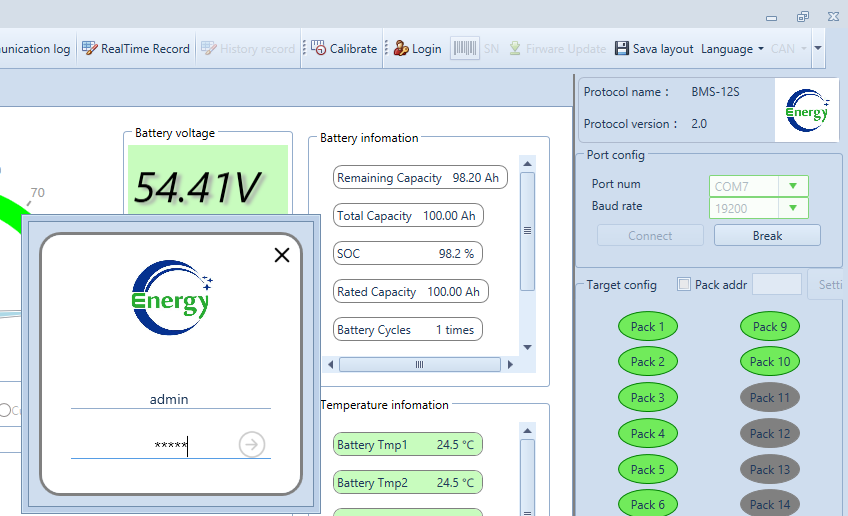 unication log RealTime Record History record Calibrate Login SN Firware Update Sava layout Language CAN
Protocol name : BMS-12S
Protocol version : 2.0
Energy
Port config
Port num COM7
Baud rate 19200
Connect Break
Target config Pack addr Setti
Pack 1 Pack 9
Pack 2 Pack 10
Pack 3 Pack 11
Pack 4 Pack 12
Pack 5 Pack 13
Pack 6 Pack 14
Battery voltage
54.41V
70
Battery infomation
Remaining Capacity 98.20 Ah
Total Capacity 100.00 Ah
SOC 98.2 %
Rated Capacity 100.00 Ah
Battery Cycles 1 times
Temperature infomation
Battery Tmp1 24.5 °C
Battery Tmp2 24.5 °C
Energy
admin
*****